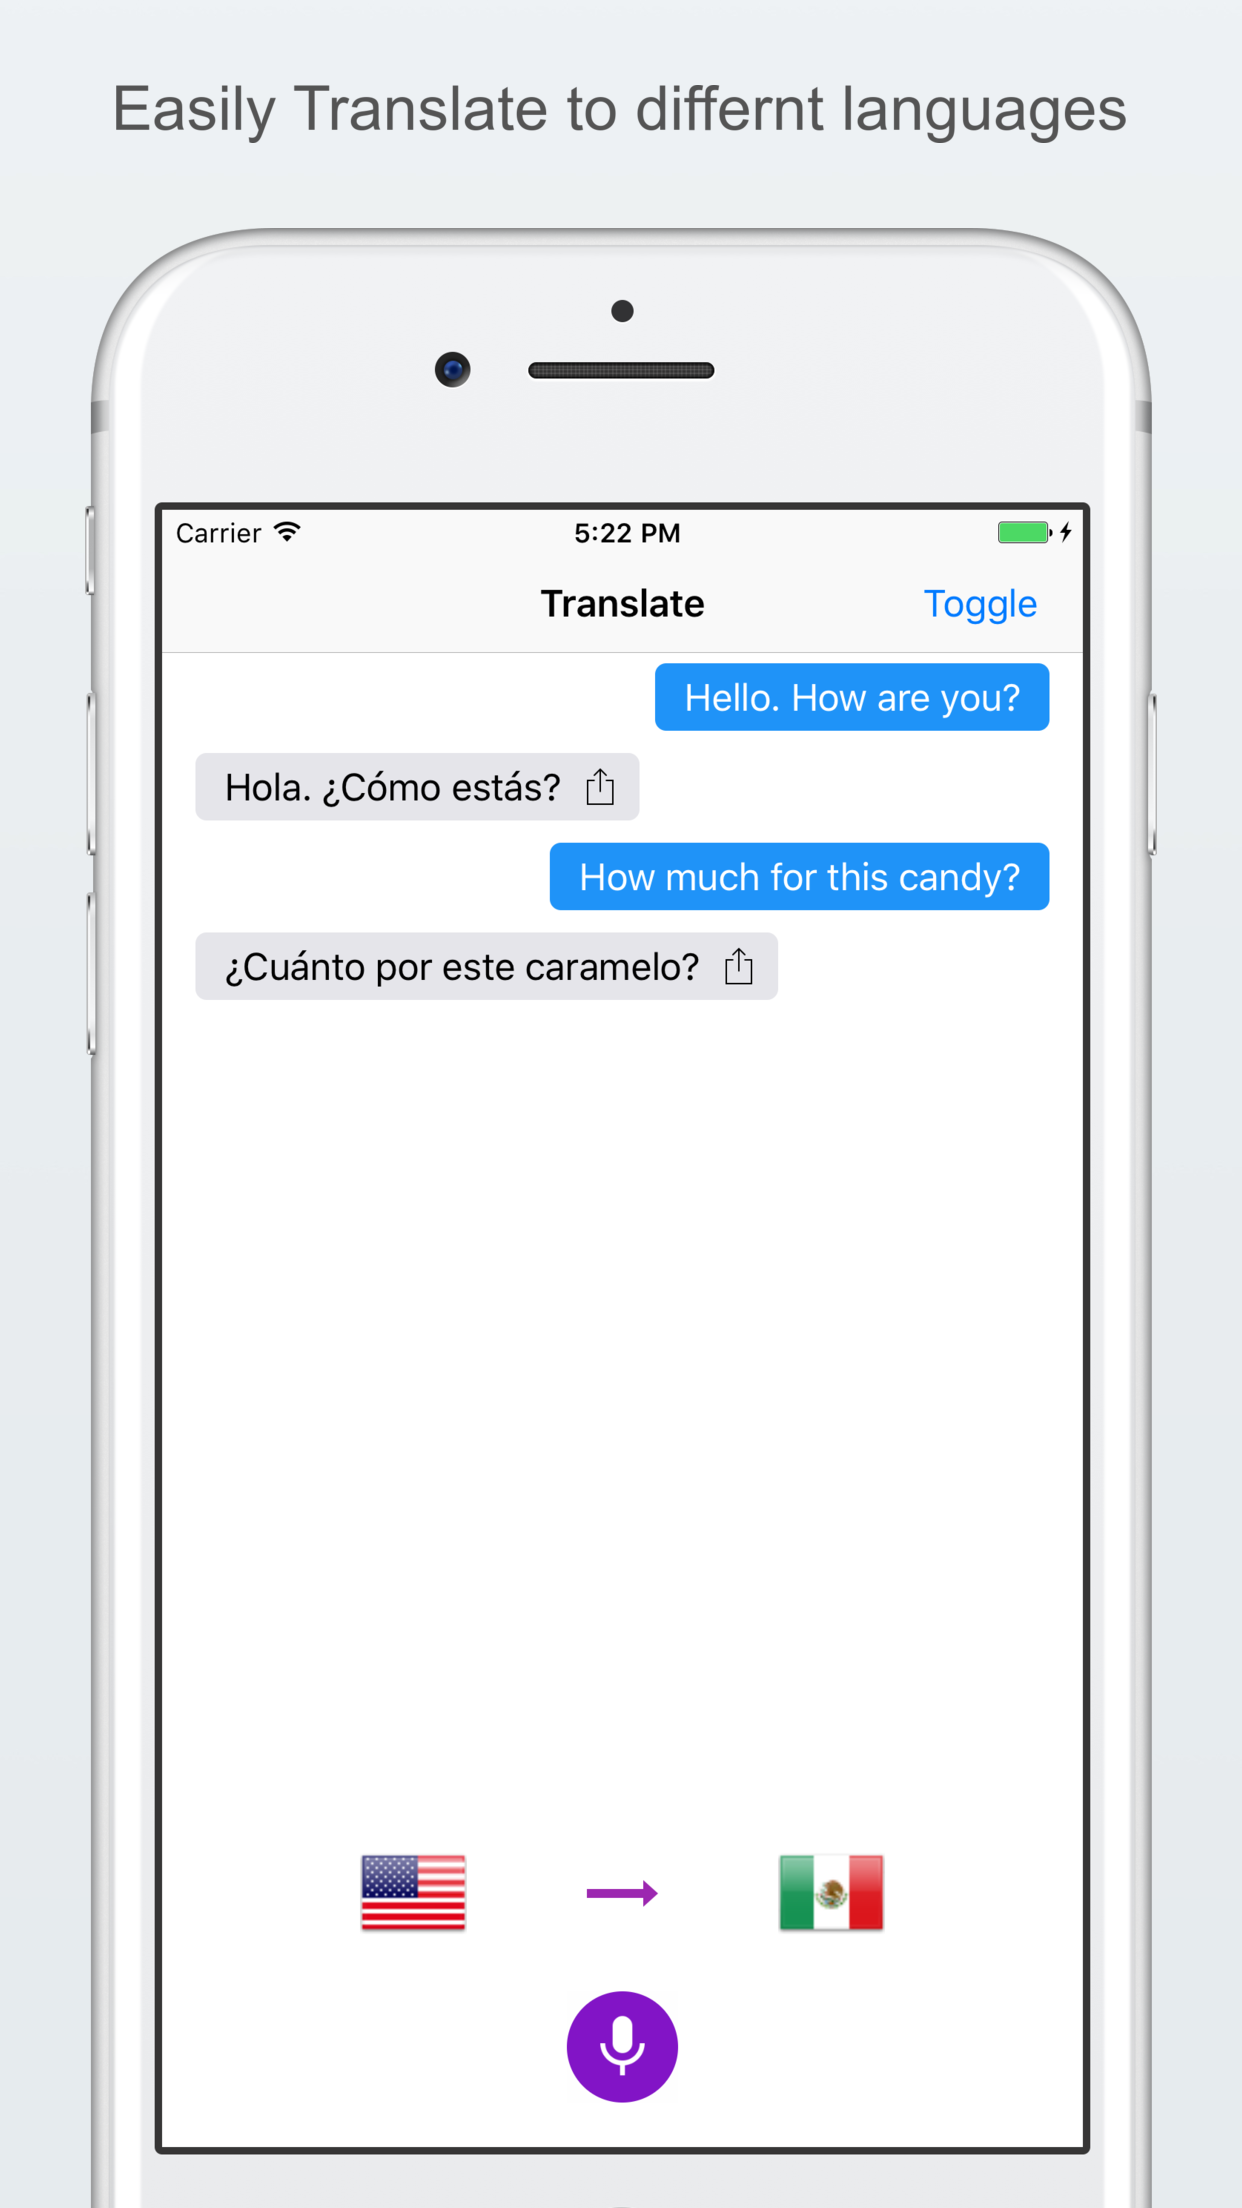 Easily Translate to differnt languages
Carrier 5:22 PM
Translate Toggle
Hello. How are you?
Hola. ¿Cómo estás?
How much for this candy?
¿Cuánto por este caramelo?